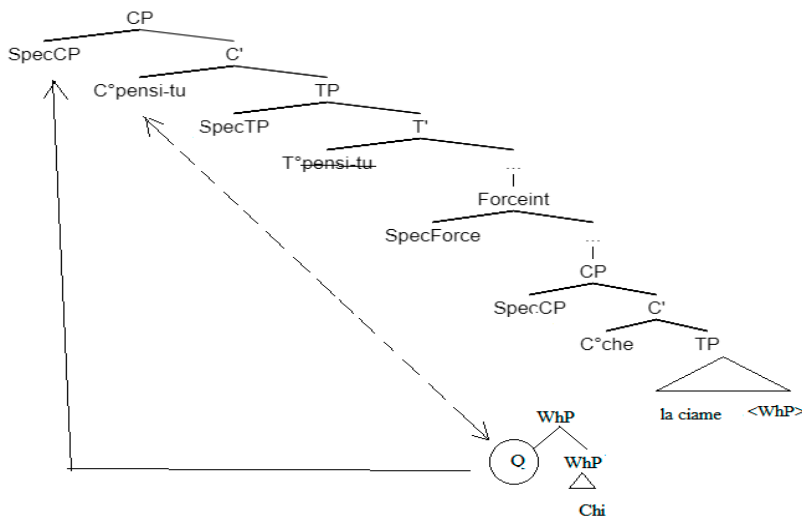 CP
SpecCP C'
C°pensi-tu TP
SpecTP T'
T°pensi-tu ...
Forceint
SpecForce ...
CP
SpecCP C'
C°che TP
la ciame <WhP>
WhP
Q WhP
Chi